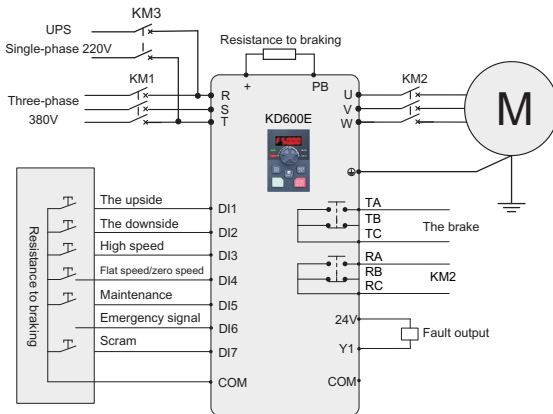 KM3
UPS
Single-phase 220V
Resistance to braking
+ PB
KM1
Three-phase
380V
R
S
T
U
V
W
KM2
M
KD600E
Resistance to braking
The upside
DI1
The downside
DI2
High speed
DI3
Flat speed/zero speed
DI4
Maintenance
DI5
Emergency signal
DI6
Scram
DI7
COM
TA
TB
TC
The brake
RA
RB
RC
KM2
24V
Y1
Fault output
COM